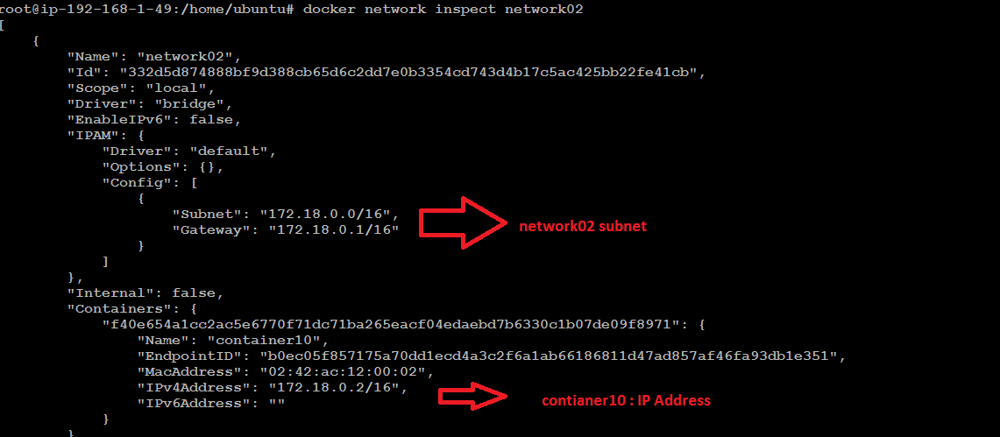 root@ip-192-168-1-49:/home/ubuntu# docker network inspect network02
[
    {
        "Name": "network02",
        "Id": "332d5d874888bf9d388cb65d6c2dd7e0b3354cd743d4b17c5ac425bb22fe41cb",
        "Scope": "local",
        "Driver": "bridge",
        "EnableIPv6": false,
        "IPAM": {
            "Driver": "default",
            "Options": {},
            "Config": [
                {
                    "Subnet": "172.18.0.0/16",
                    "Gateway": "172.18.0.1/16"
network02 subnet
                }
            ]
        },
        "Internal": false,
        "Containers": {
            "f40e654a1cc2ac5e6770f71dc71ba265eacf04edaebd7b6330c1b07de09f8971": {
                "Name": "container10",
                "EndpointID": "b0ec05f857175a70dd1ecd4a3c2f6a1ab66186811d47ad857af46fa93db1e351",
                "MacAddress": "02:42:ac:12:00:02",
                "IPv4Address": "172.18.0.2/16",
                "IPv6Address": ""
contianer10 : IP Address
            }
        }